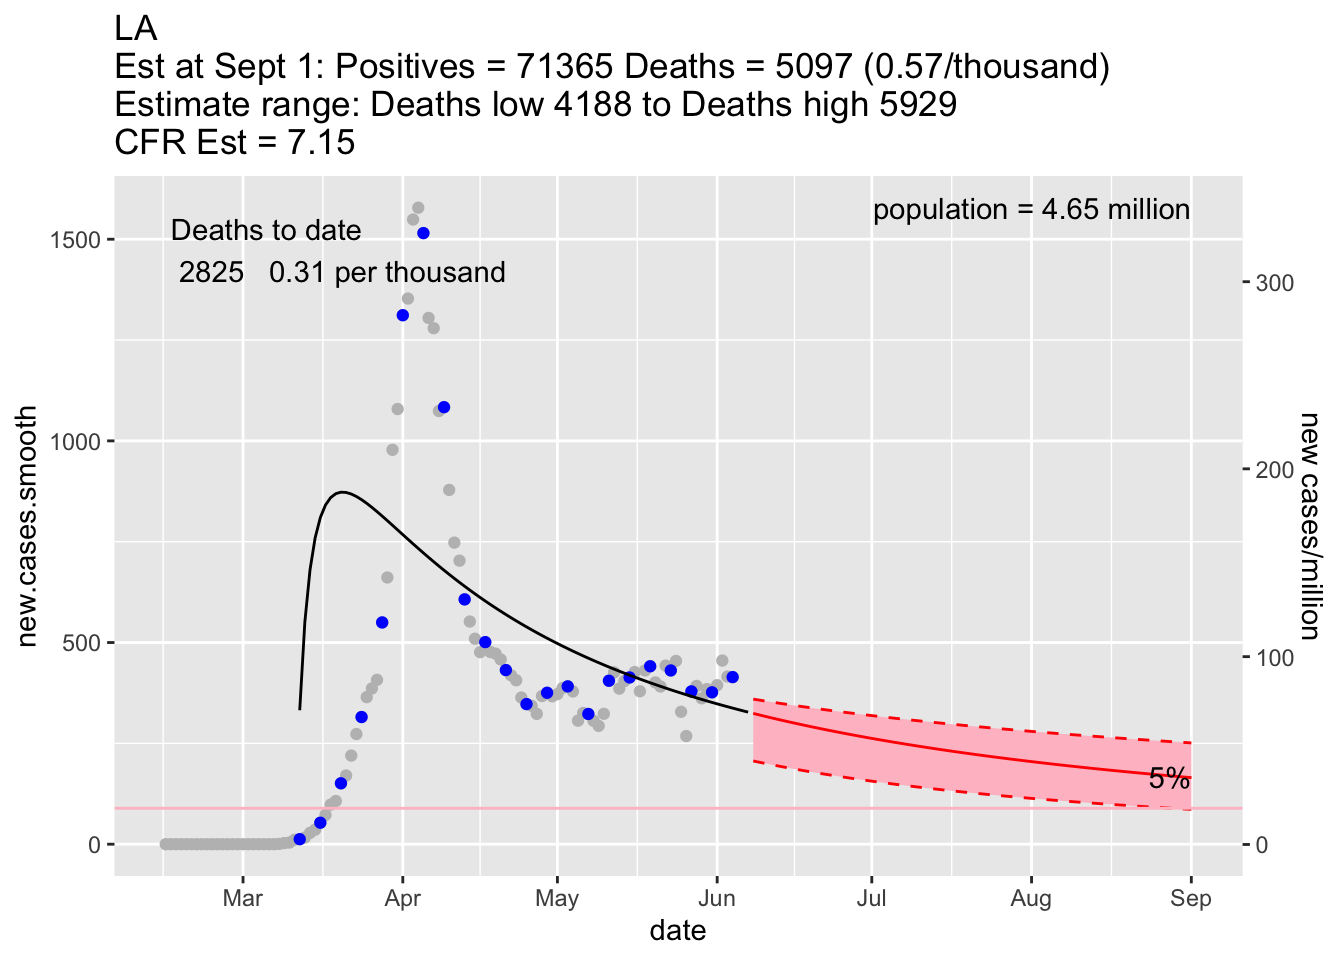 LA
Est at Sept 1: Positives = 71365 Deaths = 5097 (0.57/thousand)
Estimate range: Deaths low 4188 to Deaths high 5929
CFR Est = 7.15
population = 4.65 million
Deaths to date
2825 0.31 per thousand
1500
1000
500
0
new.cases.smooth
300
200
100
0
new cases/million
5%
Mar Apr May Jun Jul Aug Sep
date